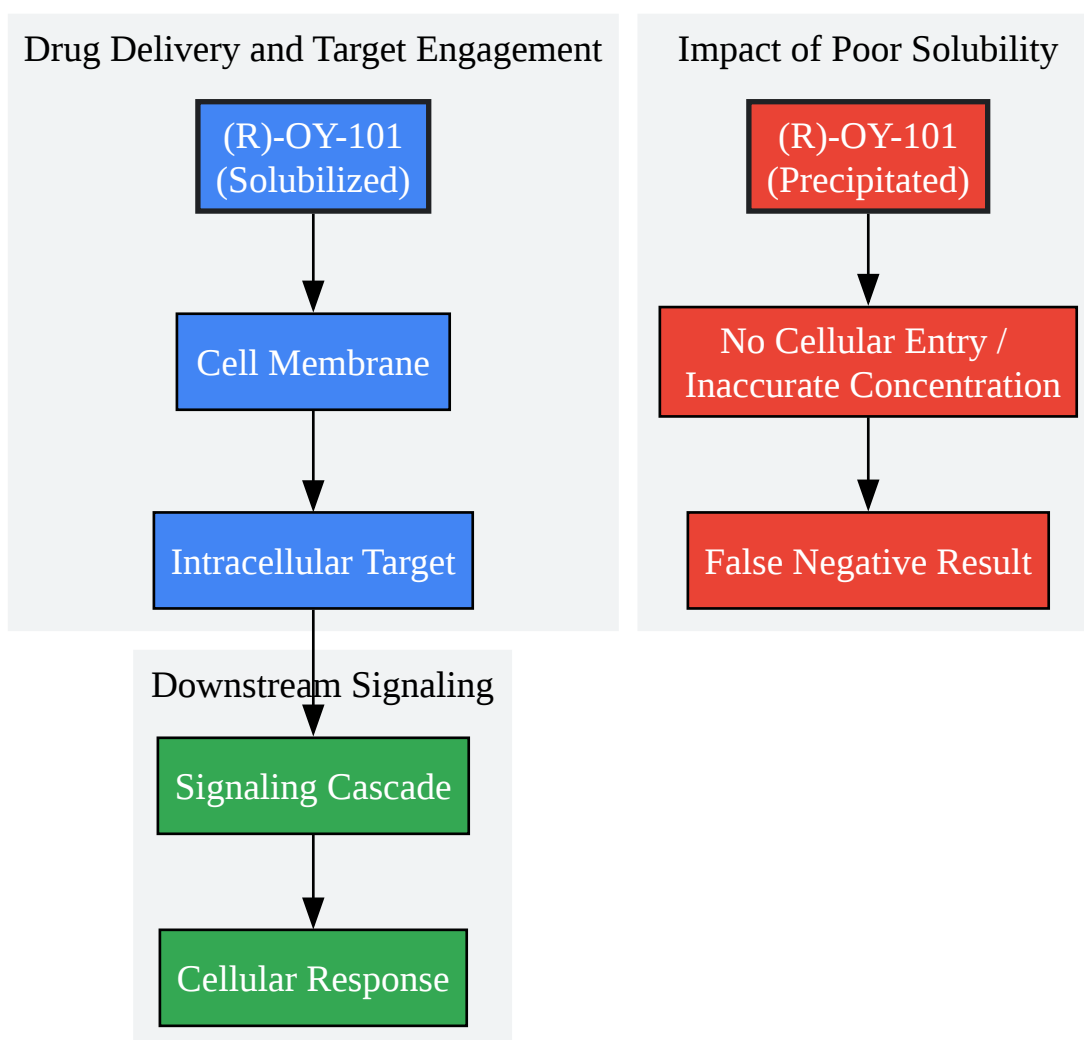 Drug Delivery and Target Engagement
(R)-OY-101
(Solubilized)
Cell Membrane
Intracellular Target
Downstream Signaling
Signaling Cascade
Cellular Response
Impact of Poor Solubility
(R)-OY-101
(Precipitated)
No Cellular Entry /
Inaccurate Concentration
False Negative Result